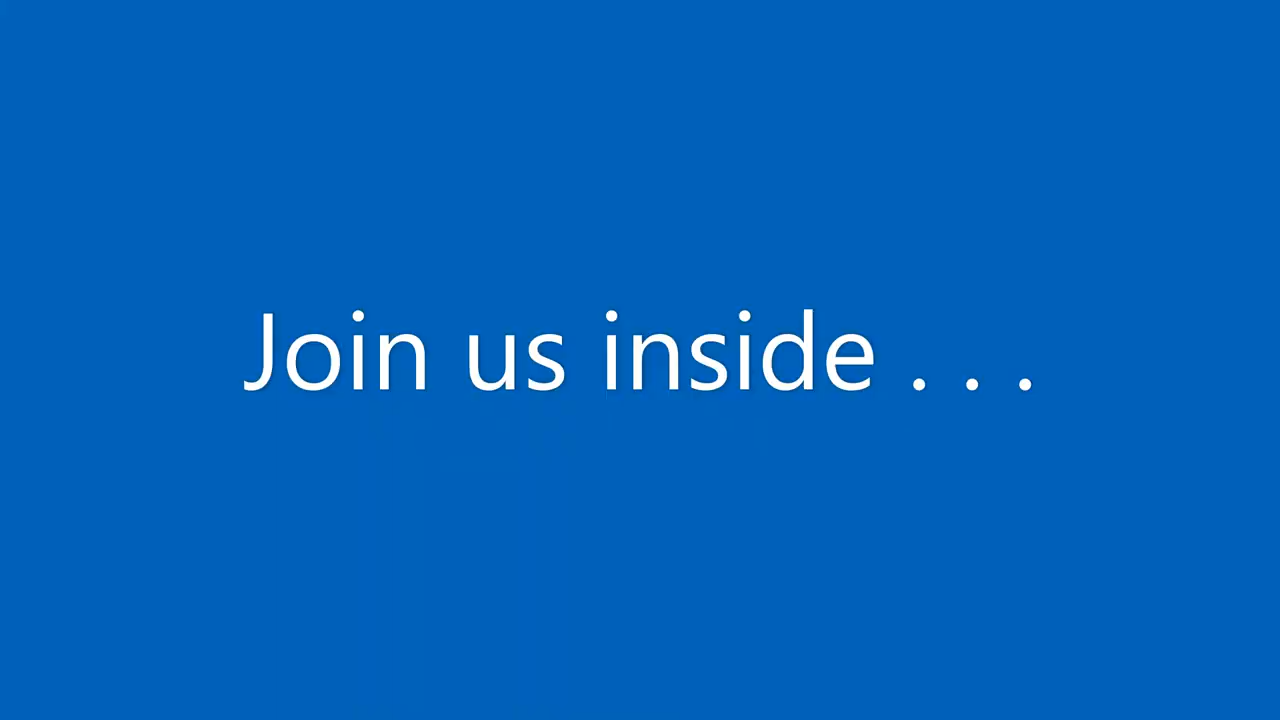 Join us inside . . .